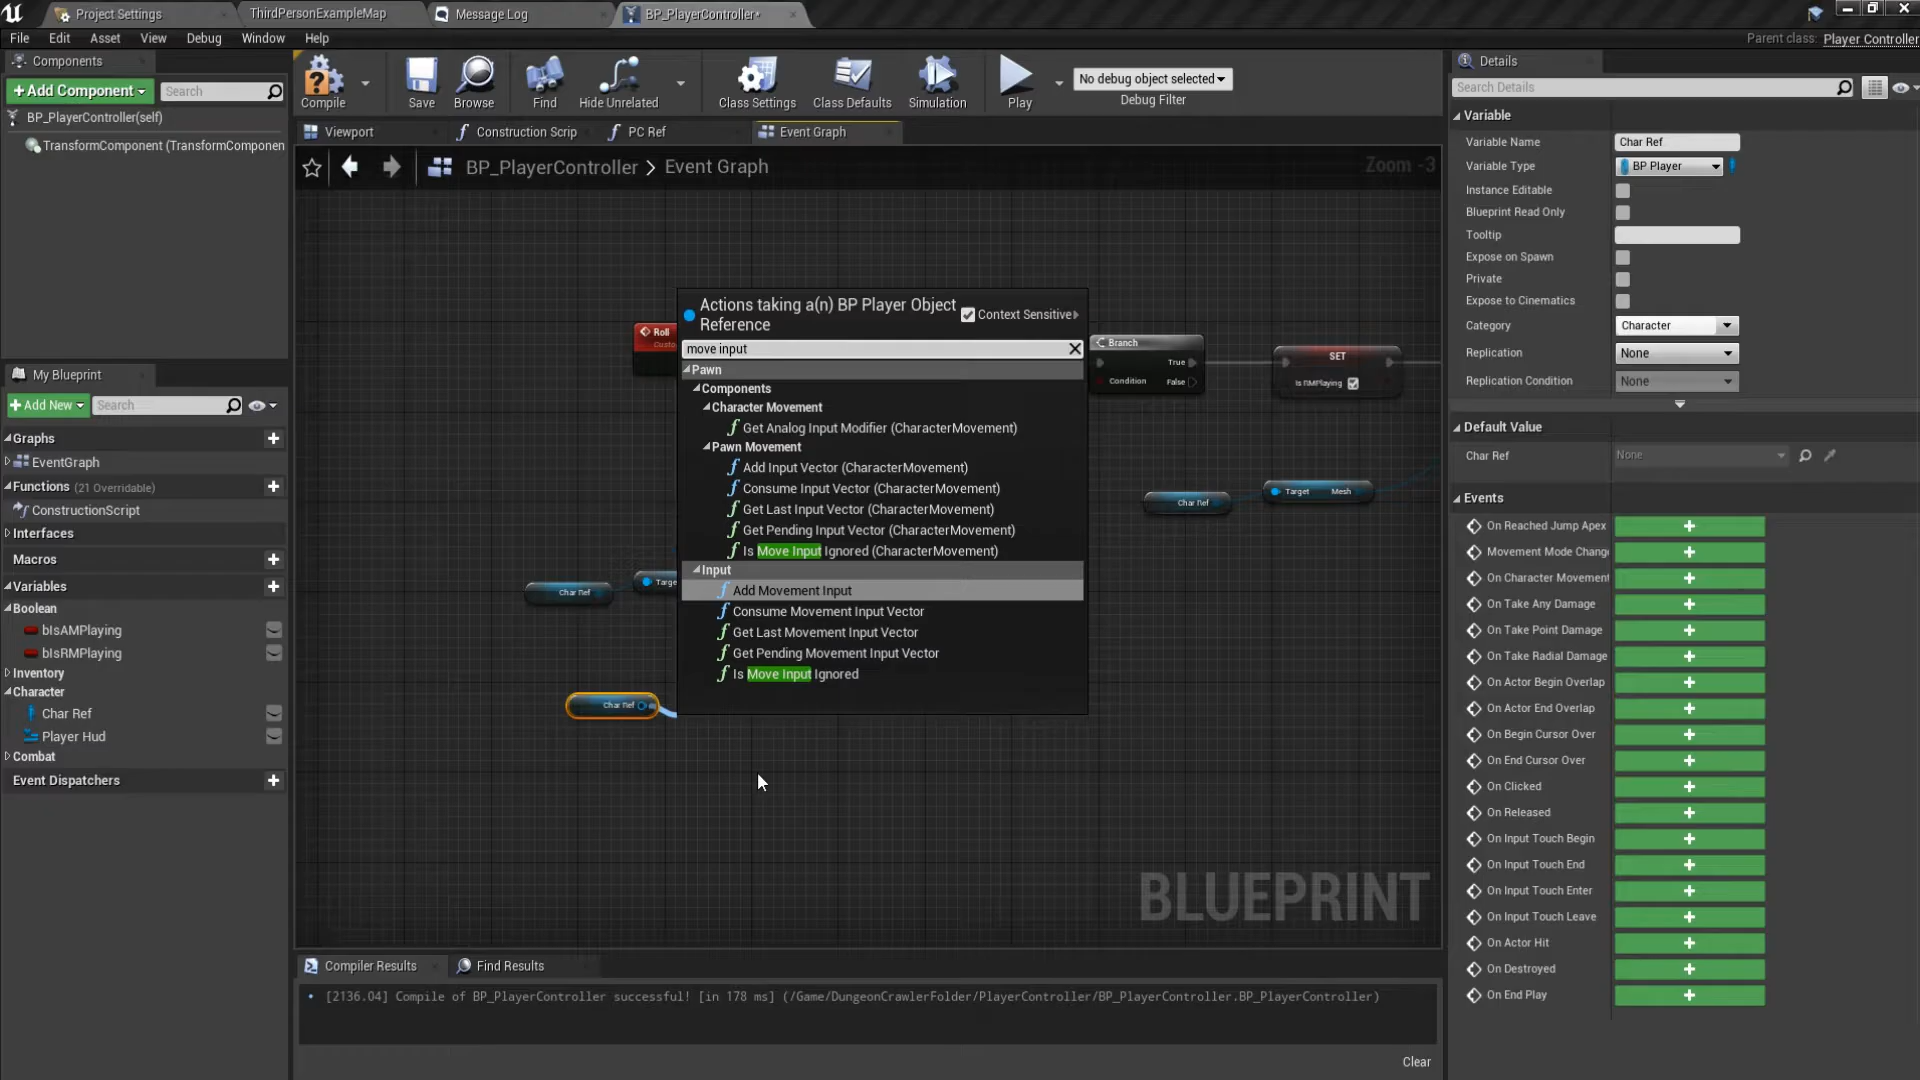 Project Settings
ThirdPersonExampleMap
Message Log
BP_PlayerController*
File Edit Asset View Debug Window Help
Parent class: Player Controller
Components
+Add Component
Search
BP_PlayerController(self)
TransformComponent (TransformComponen
Compile
Save
Browse
Find
Hide Unrelated
Class Settings
Class Defaults
Simulation
Play
No debug object selected
Debug Filter
Viewport
Construction Scrip
PC Ref
Event Graph
BP_PlayerController > Event Graph
Zoom -3
My Blueprint
+Add New
Search
Graphs
EventGraph
Functions (21 Overridable)
ConstructionScript
Interfaces
Macros
Variables
Boolean
bIsAMPlaying
bIsRMPlaying
Inventory
Character
Char Ref
Player Hud
Combat
Event Dispatchers
Roll
Custo
Actions taking a(n) BP Player Object
Reference
Context Sensitive
move input
Pawn
Components
Character Movement
Get Analog Input Modifier (CharacterMovement)
Pawn Movement
Add Input Vector (CharacterMovement)
Consume Input Vector (CharacterMovement)
Get Last Input Vector (CharacterMovement)
Get Pending Input Vector (CharacterMovement)
Is Move Input Ignored (CharacterMovement)
Input
Add Movement Input
Consume Movement Input Vector
Get Last Movement Input Vector
Get Pending Movement Input Vector
Is Move Input Ignored
Branch
True
Condition False
SET
Is RMPlaying
Char Ref
Target Mesh
Char Ref
Targe
Char Ref
BLUEPRINT
Compiler Results
Find Results
[2136.04] Compile of BP_PlayerController successful! [in 178 ms] (/Game/DungeonCrawlerFolder/PlayerController/BP_PlayerController.BP_PlayerController)
Clear
Details
Search Details
Variable
Variable Name Char Ref
Variable Type BP Player
Instance Editable
Blueprint Read Only
Tooltip
Expose on Spawn
Private
Expose to Cinematics
Category Character
Replication None
Replication Condition None
Default Value
Char Ref None
Events
On Reached Jump Apex
Movement Mode Chang
On Character Movement
On Take Any Damage
On Take Point Damage
On Take Radial Damage
On Actor Begin Overlap
On Actor End Overlap
On Begin Cursor Over
On End Cursor Over
On Clicked
On Released
On Input Touch Begin
On Input Touch End
On Input Touch Enter
On Input Touch Leave
On Actor Hit
On Destroyed
On End Play